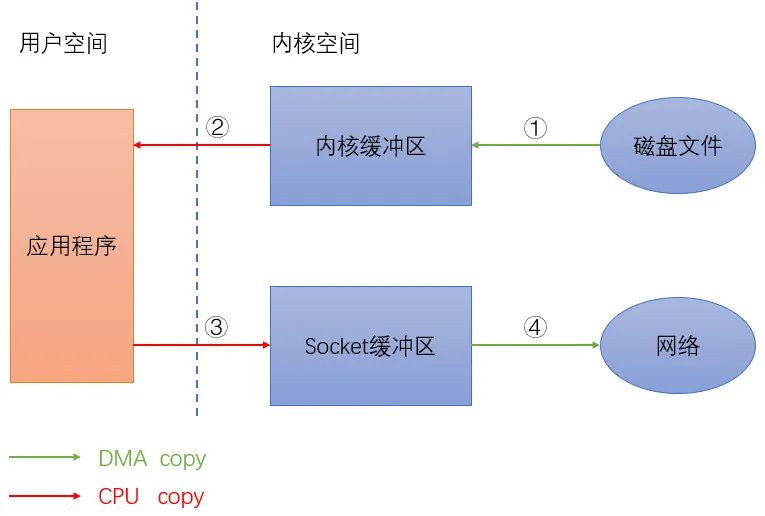 用户空间
内核空间
②
①
内核缓冲区
磁盘文件
应用程序
③
④
Socket缓冲区
网络
DMA copy
CPU copy